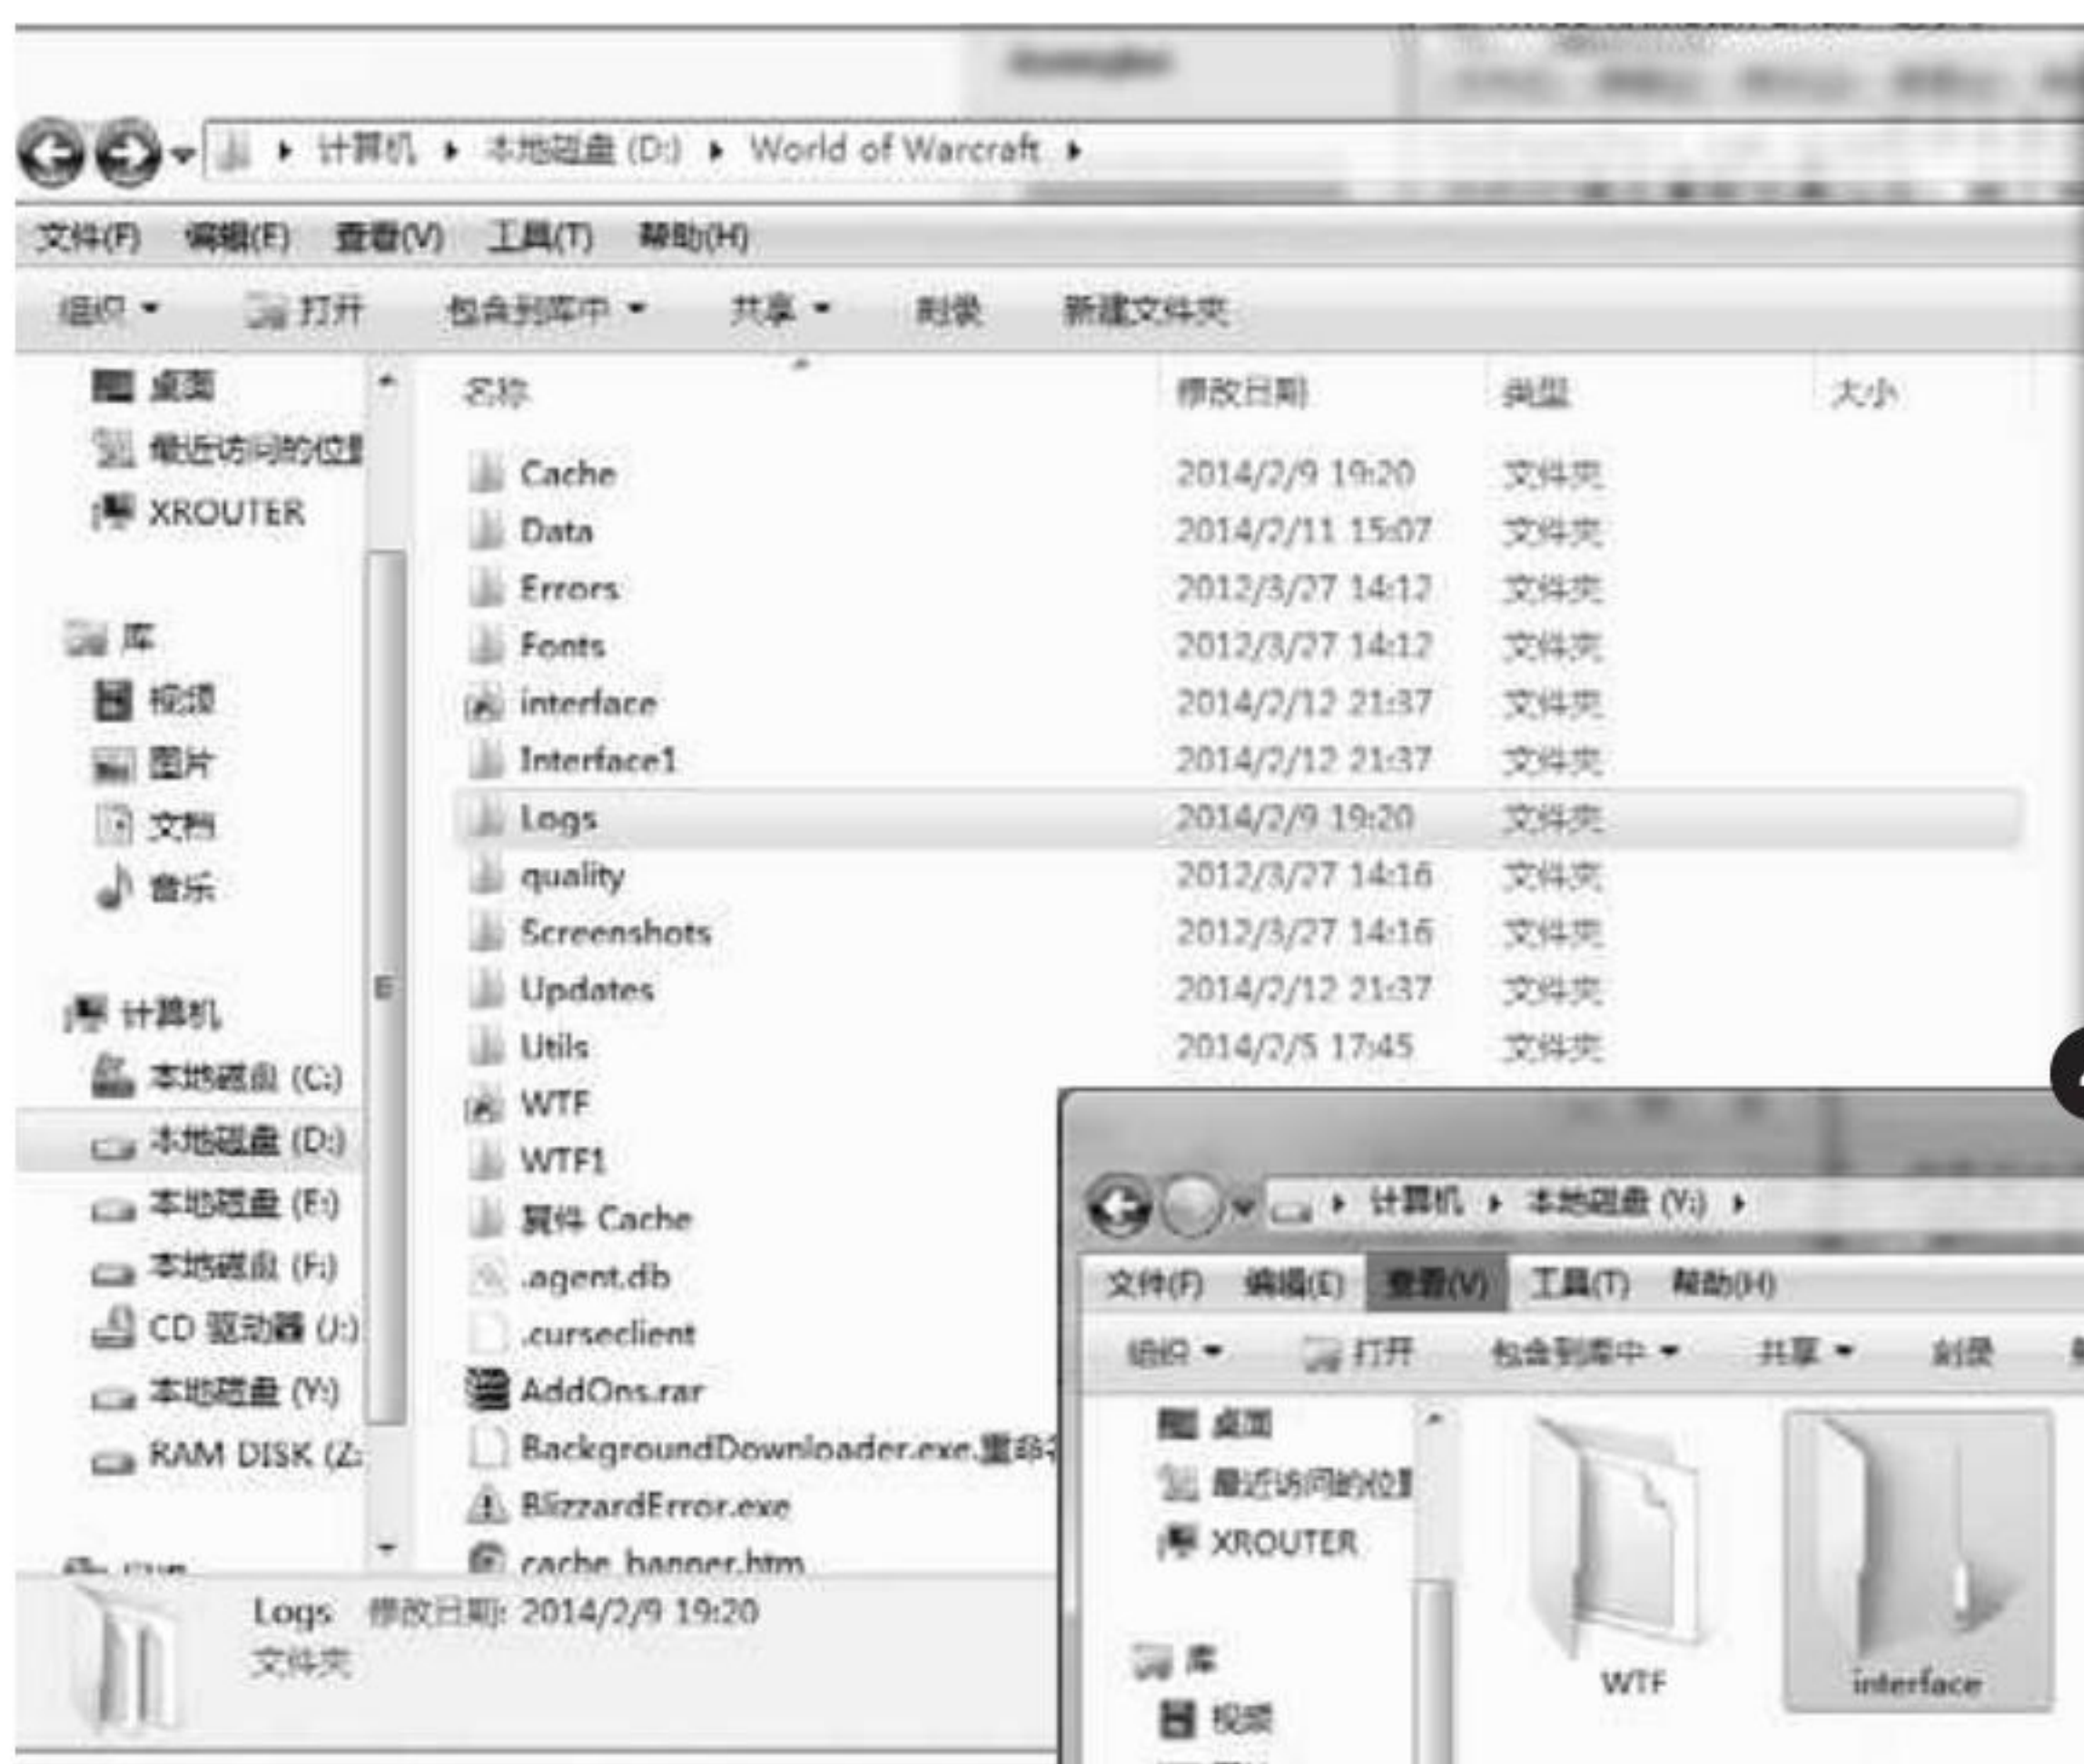 计算机 ▸ 本地磁盘 (D:) ▸ World of Warcraft ▸
文件(F) 编辑(E) 查看(V) 工具(T) 帮助(H)
组织 打开 包含到库中 共享 刻录 新建文件夹
桌面
最近访问的位置
XROUTER
库
视频
图片
文档
音乐
计算机
本地磁盘 (C:)
本地磁盘 (D:)
本地磁盘 (E:)
本地磁盘 (F:)
CD 驱动器 (J:)
本地磁盘 (Y:)
RAM DISK (Z:
名称 修改日期 类型 大小
Cache 2014/2/9 19:20 文件夹
Data 2014/2/11 15:07 文件夹
Errors 2012/3/27 14:12 文件夹
Fonts 2012/3/27 14:12 文件夹
interface 2014/2/12 21:37 文件夹
Interface1 2014/2/12 21:37 文件夹
Logs 2014/2/9 19:20 文件夹
quality 2012/3/27 14:16 文件夹
Screenshots 2012/3/27 14:16 文件夹
Updates 2014/2/12 21:37 文件夹
Utils 2014/2/5 17:45 文件夹
WTF
WTF1
复件 Cache
.agent.db
.curseclient
AddOns.rar
BackgroundDownloader.exe.重命名
BlizzardError.exe
cache_banner.htm
Logs 修改日期: 2014/2/9 19:20
文件夹
计算机 ▸ 本地磁盘 (Y:) ▸
文件(F) 编辑(E) 查看(V) 工具(T) 帮助(H)
组织 打开 包含到库中 共享 刻录
桌面
最近访问的位置
XROUTER
库
视频
WTF
interface